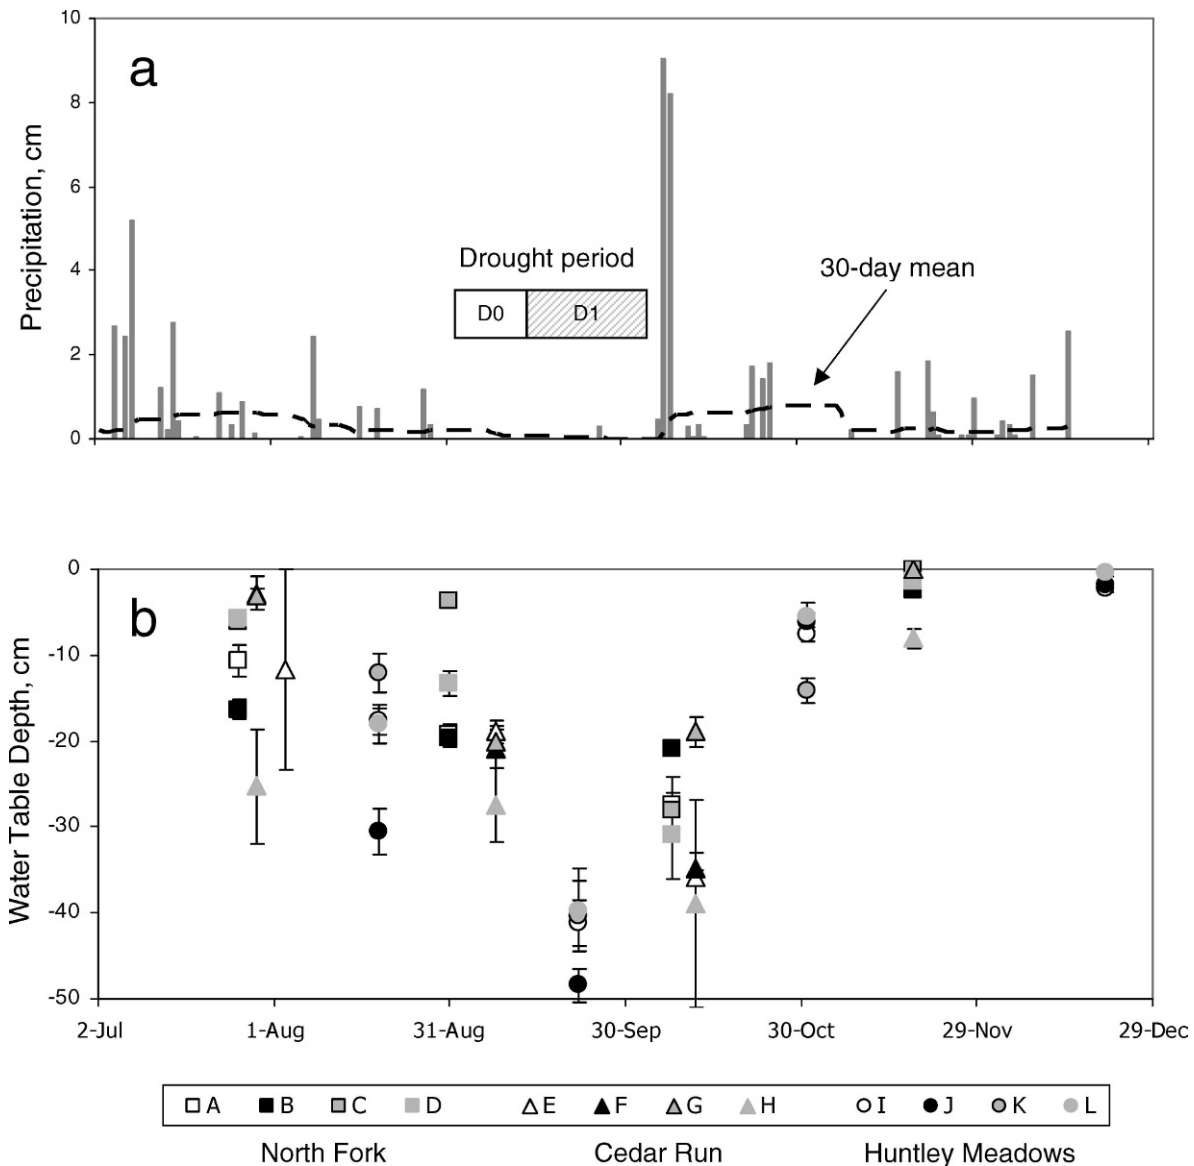 10
a
8
6
4
2
0
Precipitation, cm
Drought period
D0 D1
30-day mean
0
b
-10
-20
-30
-40
-50
Water Table Depth, cm
2-Jul 1-Aug 31-Aug 30-Sep 30-Oct 29-Nov 29-Dec
A B C D E F G H I J K L
North Fork Cedar Run Huntley Meadows